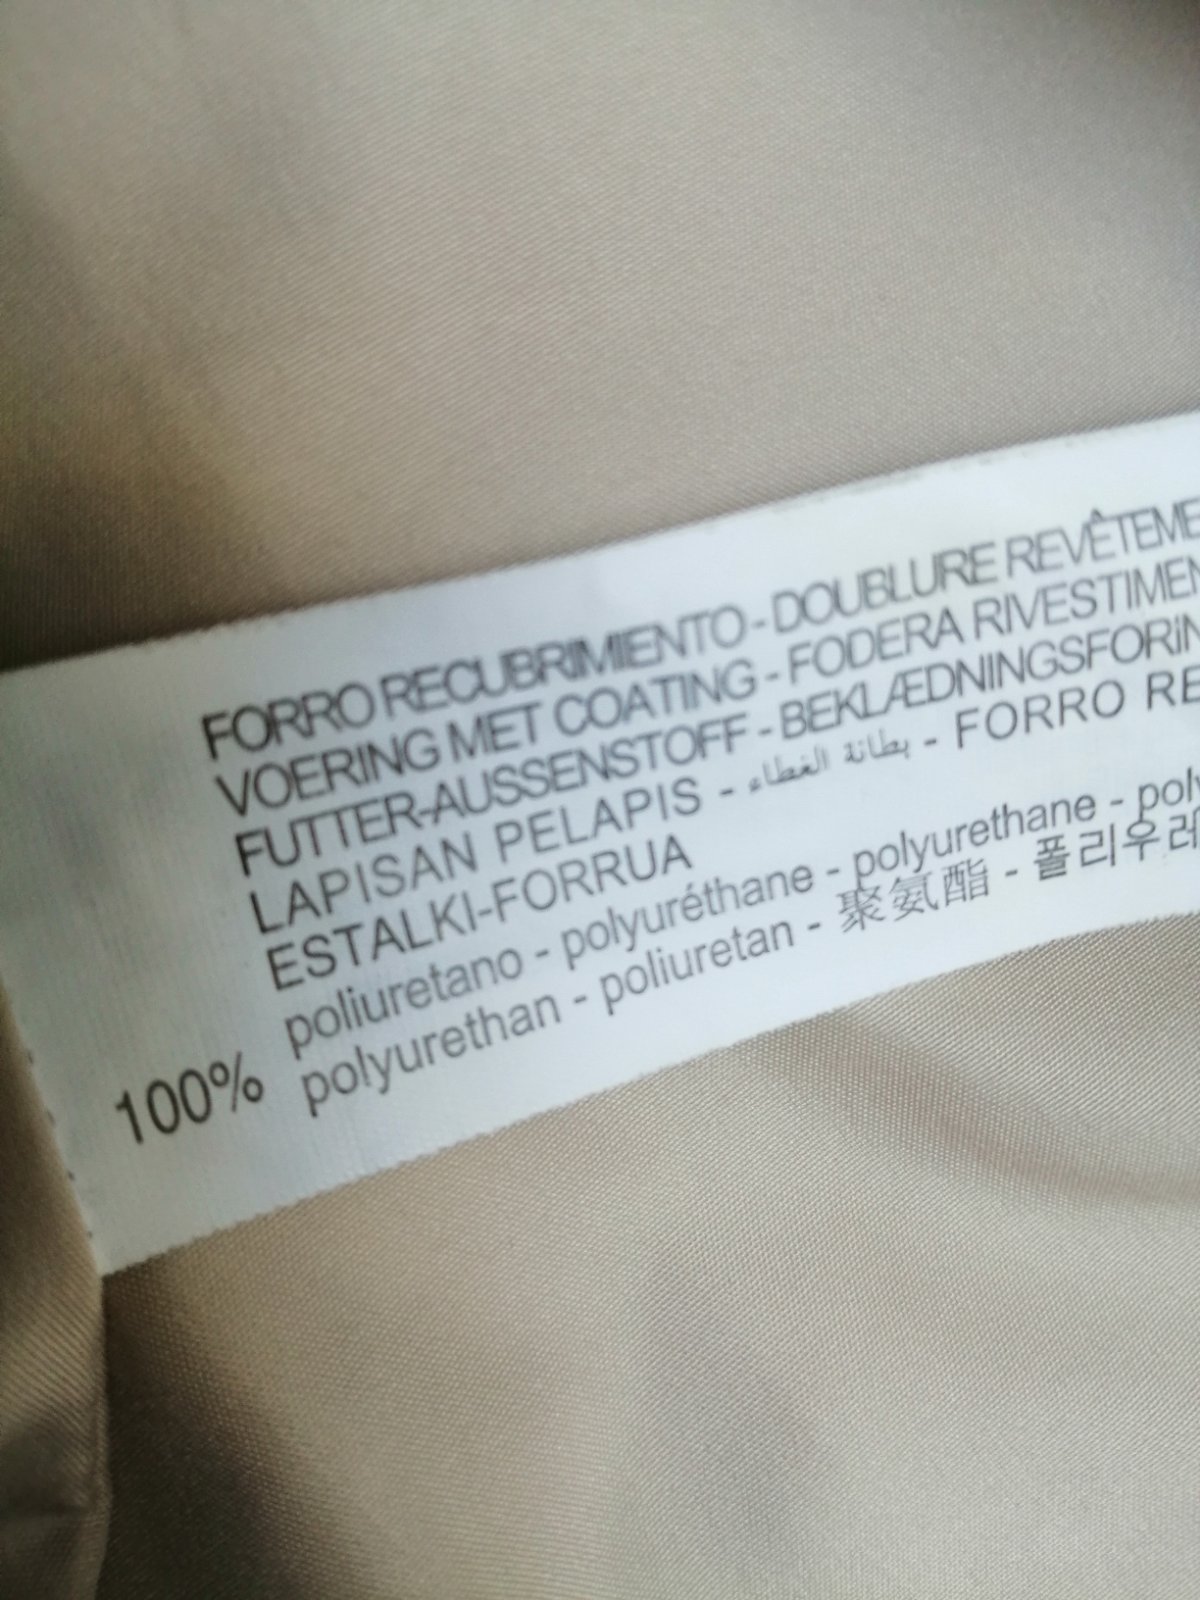 FORRO RECUBRIMIENTO - DOUBLURE REVÊTEME
VOERING MET COATING - FODERA RIVESTIMEN
FUTTER-AUSSENSTOFF - BEKLÆDNINGSFORIN
LAPISAN PELAPIS - بطانة الغطاء - FORRO RE
ESTALKI-FORRUA
poliuretano - polyuréthane - polyurethane - poly
100% polyurethan - poliuretan - 聚氨酯 - 폴리우레